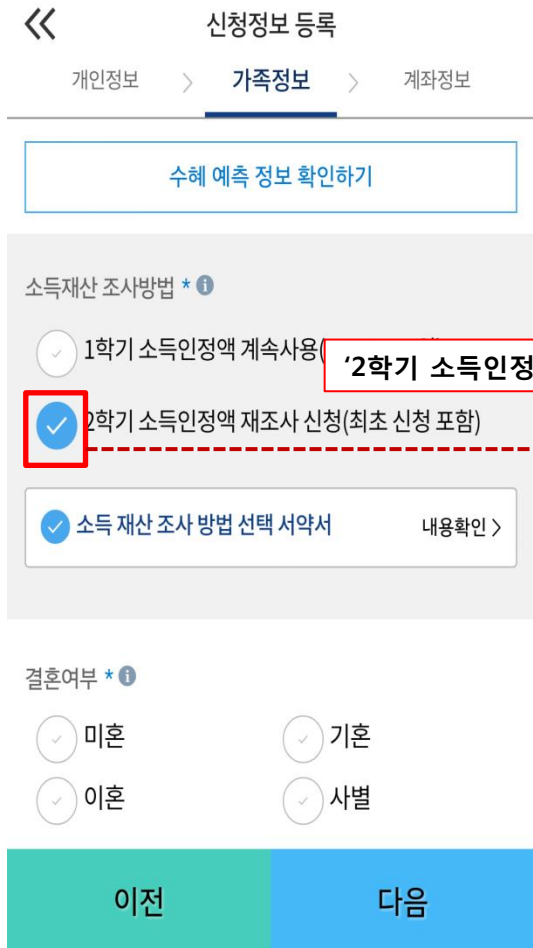 신청정보 등록
개인정보 > 가족정보 > 계좌정보
수혜 예측 정보 확인하기
소득재산 조사방법 *
1학기 소득인정액 계속사용(
‘2학기 소득인정
2학기 소득인정액 재조사 신청(최초 신청 포함)
소득 재산 조사 방법 선택 서약서 내용확인 >
결혼여부 *
미혼 기혼
이혼 사별
이전 다음